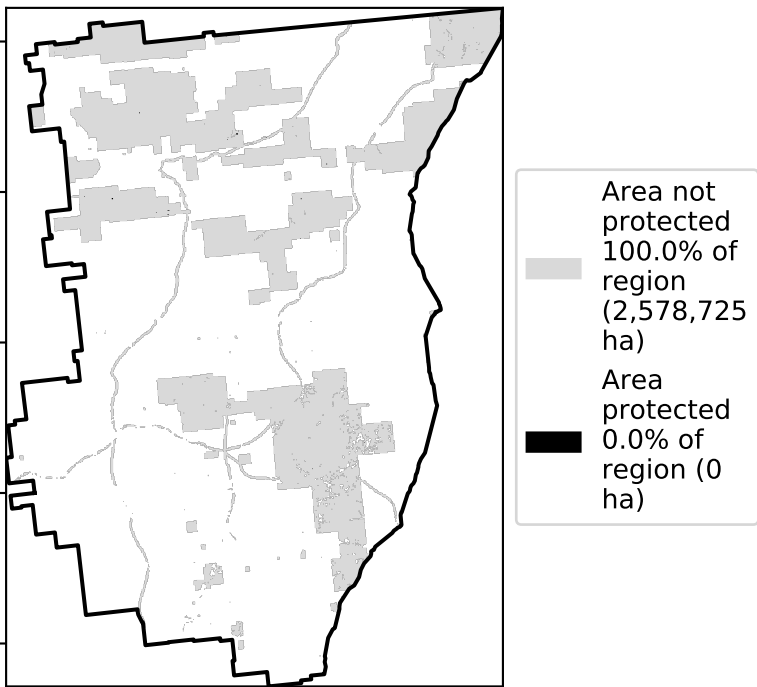 Area not
protected
100.0% of
region
(2,578,725
ha)
Area
protected
0.0% of
region (0
ha)